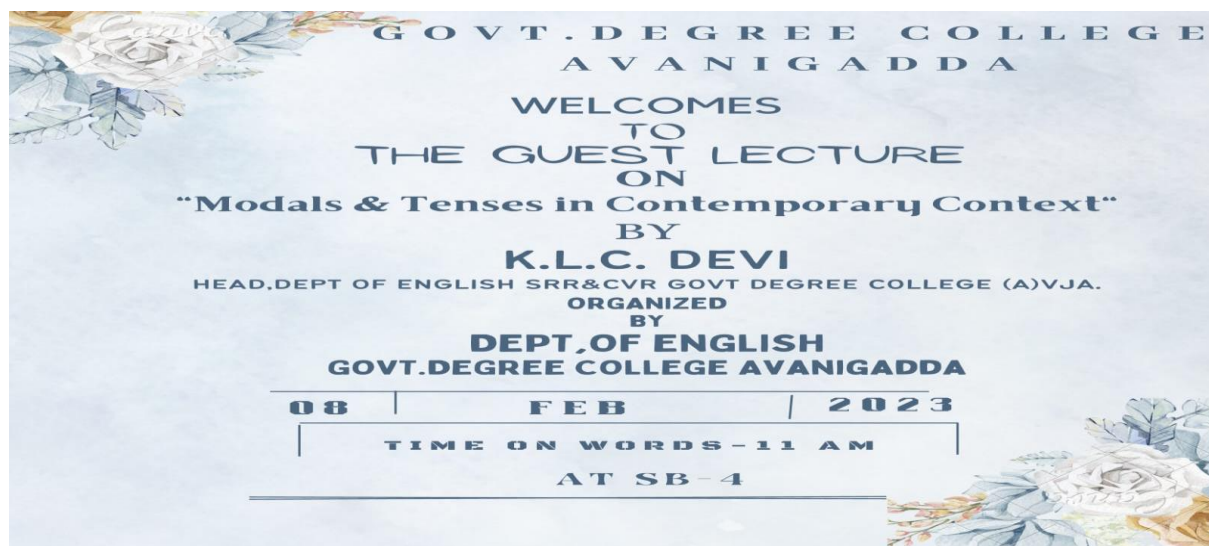 Canva
GOVT.DEGREE COLLEGE
AVANIGADDA
WELCOMES
TO
THE GUEST LECTURE
ON
"Modals & Tenses in Contemporary Context"
BY
K.L.C. DEVI
HEAD,DEPT OF ENGLISH SRR&CVR GOVT DEGREE COLLEGE (A)VJA.
ORGANIZED
BY
DEPT,OF ENGLISH
GOVT.DEGREE COLLEGE AVANIGADDA
08 | FEB | 2023
TIME ON WORDS-11 AM
AT SB-4
Canva